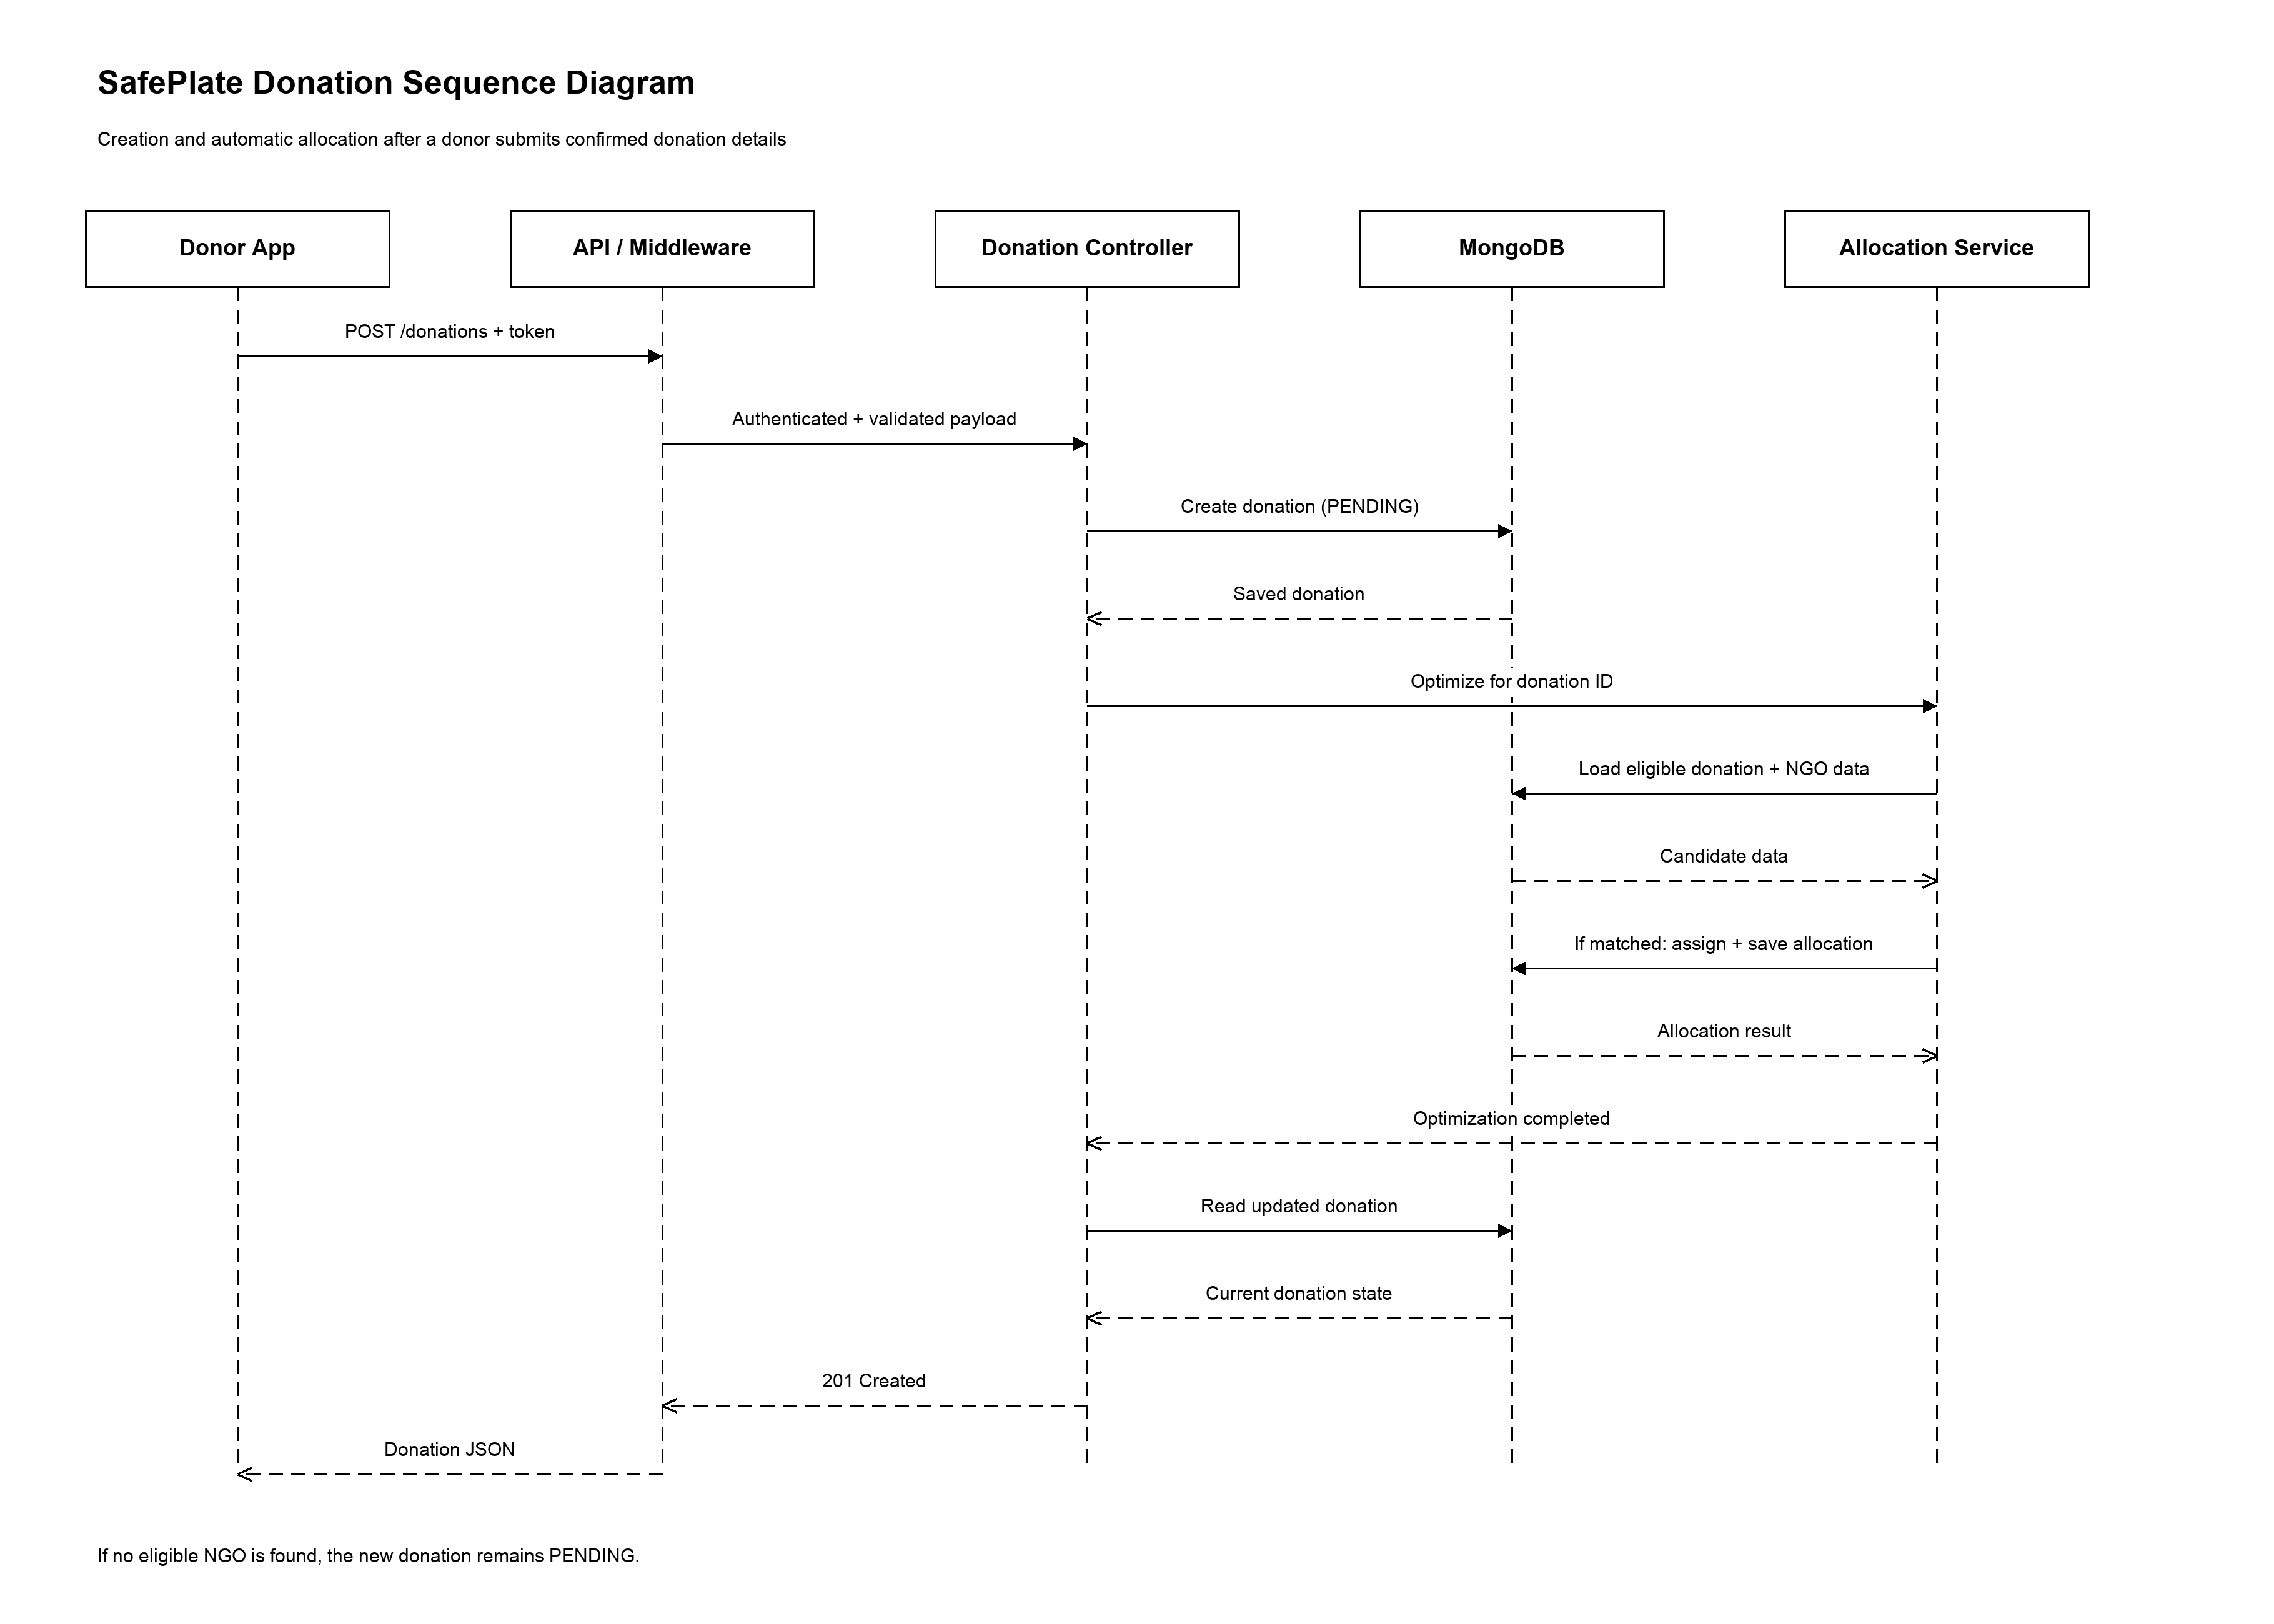 SafePlate Donation Sequence Diagram
Creation and automatic allocation after a donor submits confirmed donation details
Donor App
API / Middleware
Donation Controller
MongoDB
Allocation Service
POST /donations + token
Authenticated + validated payload
Create donation (PENDING)
Saved donation
Optimize for donation ID
Load eligible donation + NGO data
Candidate data
If matched: assign + save allocation
Allocation result
Optimization completed
Read updated donation
Current donation state
201 Created
Donation JSON
If no eligible NGO is found, the new donation remains PENDING.